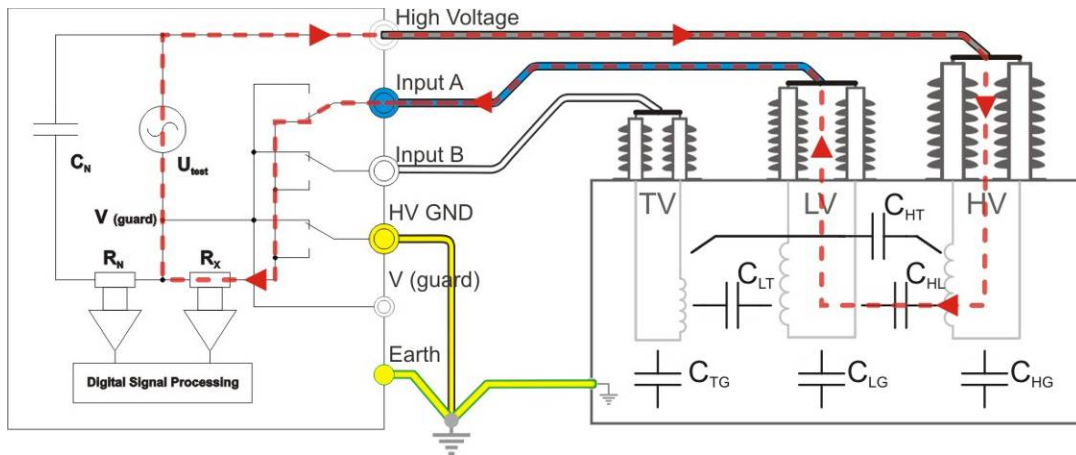 High Voltage
Input A
Input B
HV GND
V (guard)
Earth
C_N
U_test
V (guard)
R_N
R_X
Digital Signal Processing
TV
LV
HV
C_HT
C_LT
C_HL
C_TG
C_LG
C_HG